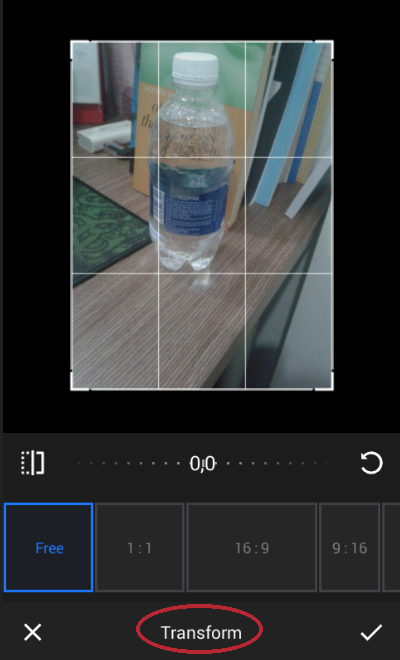 0,0
Free
1 : 1
16 : 9
9 : 16
Transform